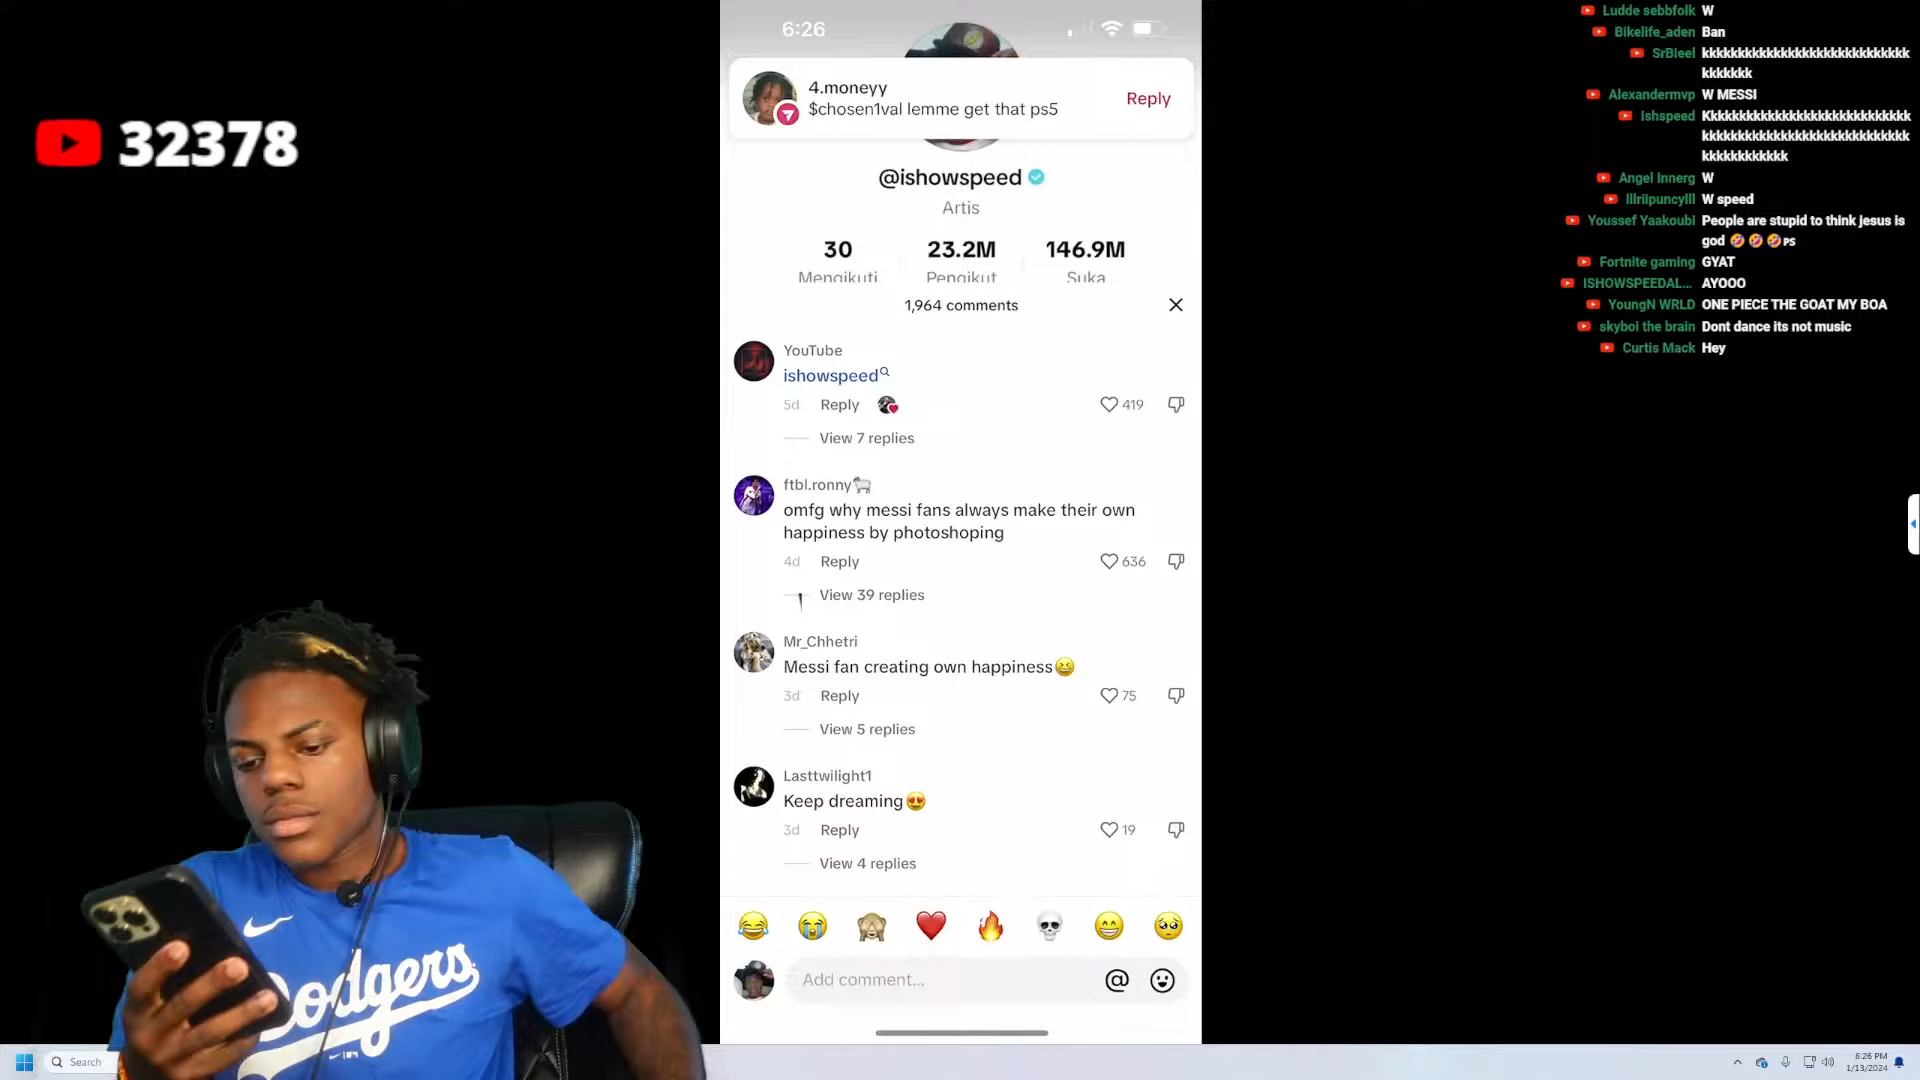 32378
6:26
4.moneyy
$chosen1val lemme get that ps5
Reply
@ishowspeed
Artis
30 23.2M 146.9M
Mengikuti Pengikut Suka
1,964 comments
YouTube
ishowspeed
5d Reply 419
View 7 replies
ftbl.ronny🐑
omfg why messi fans always make their own
happiness by photoshoping
4d Reply 636
View 39 replies
Mr_Chhetri
Messi fan creating own happiness😆
3d Reply 75
View 5 replies
Lasttwilight1
Keep dreaming😍
3d Reply 19
View 4 replies
😂 😭 🙈 ❤️ 🔥 💀 😁 🥺
Add comment... @
Ludde sebbfolk W
Bikelife_aden Ban
SrBieel kkkkkkkkkkkkkkkkkkkkkkkkkkkkk
kkkkkkk
Alexandermvp W MESSI
Ishspeed Kkkkkkkkkkkkkkkkkkkkkkkkkkkkk
kkkkkkkkkkkkkkkkkkkkkkkkkkkkk
kkkkkkkkkkkk
Angel Innerg W
lllriipuncylll W speed
Youssef Yaakoubi People are stupid to think jesus is
god 🤣🤣🤣PS
Fortnite gaming GYAT
ISHOWSPEEDAL... AYOOO
YoungN WRLD ONE PIECE THE GOAT MY BOA
skyboi the brain Dont dance its not music
Curtis Mack Hey
Dodgers
Search
6:26 PM
1/13/2024